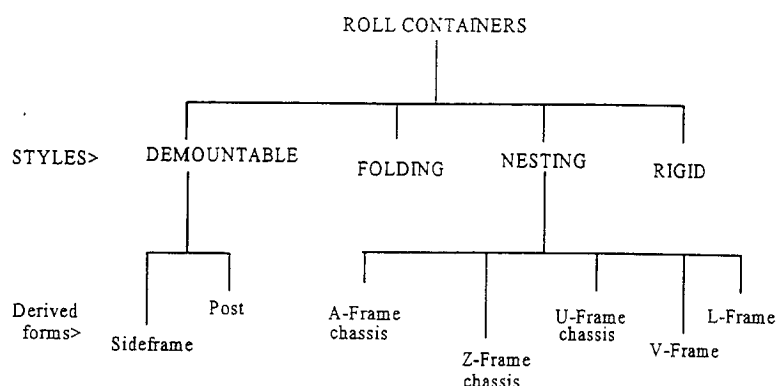 ROLL CONTAINERS
STYLES> DEMOUNTABLE FOLDING NESTING RIGID
Derived
forms>
Sideframe
Post
A-Frame
chassis
Z-Frame
chassis
U-Frame
chassis
V-Frame
L-Frame